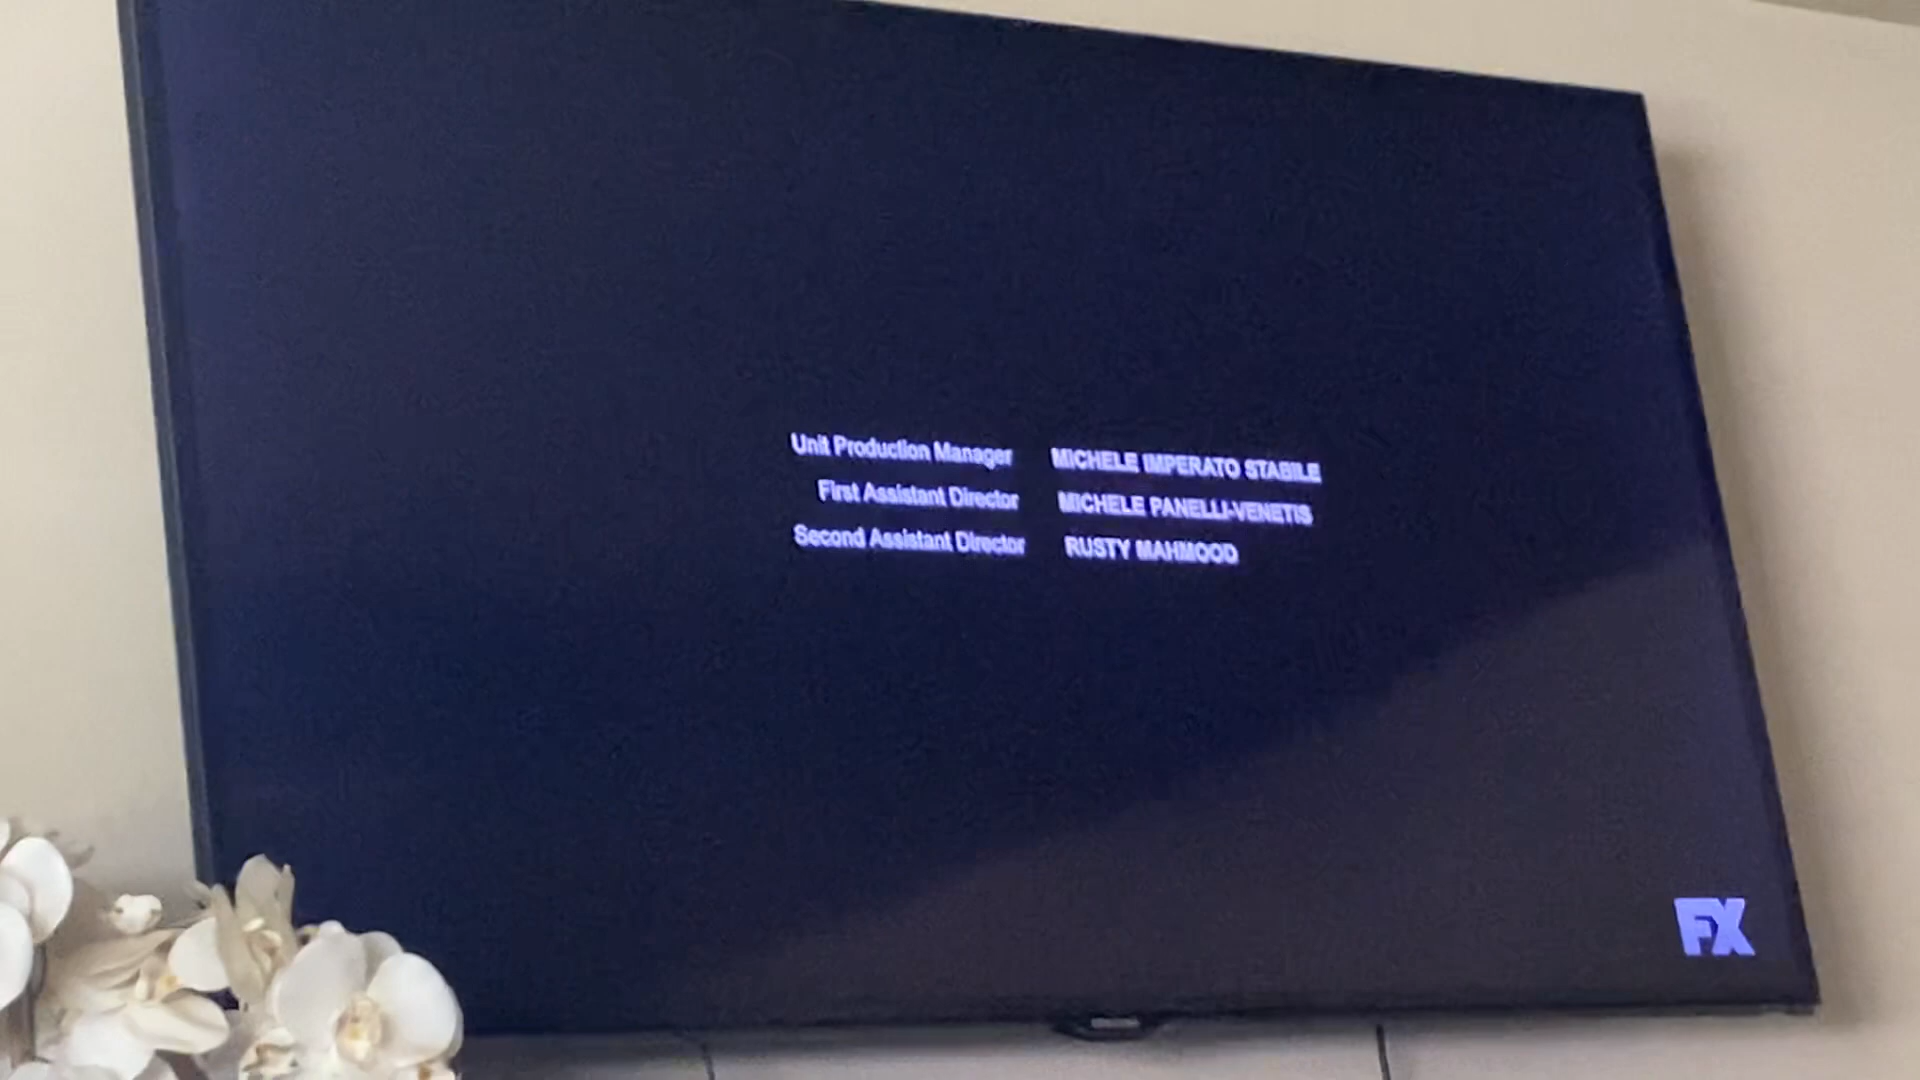 Unit Production Manager MICHELE IMPERATO STABILE
First Assistant Director MICHELE PANELLI-VENETIS
Second Assistant Director RUSTY MAHMOOD
FX